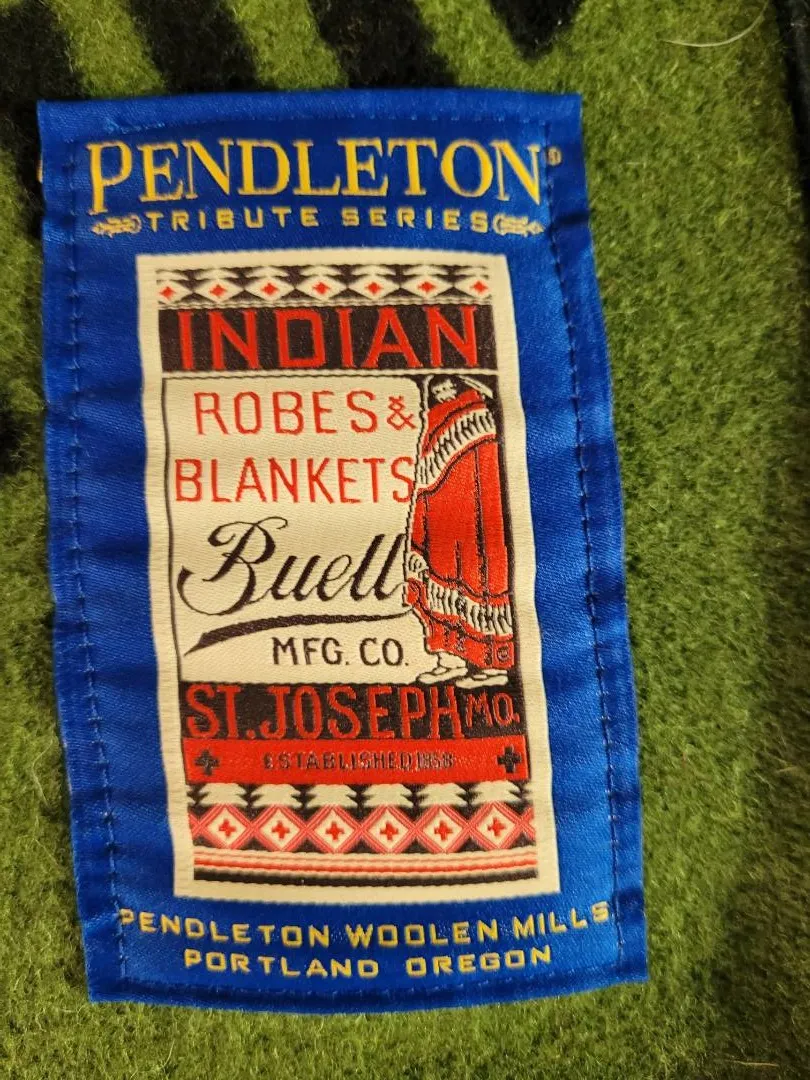 PENDLETON®
TRIBUTE SERIES
INDIAN
ROBES &
BLANKETS
Buell
MFG. CO.
ST. JOSEPH MO.
ESTABLISHED 1858
PENDLETON WOOLEN MILLS
PORTLAND OREGON